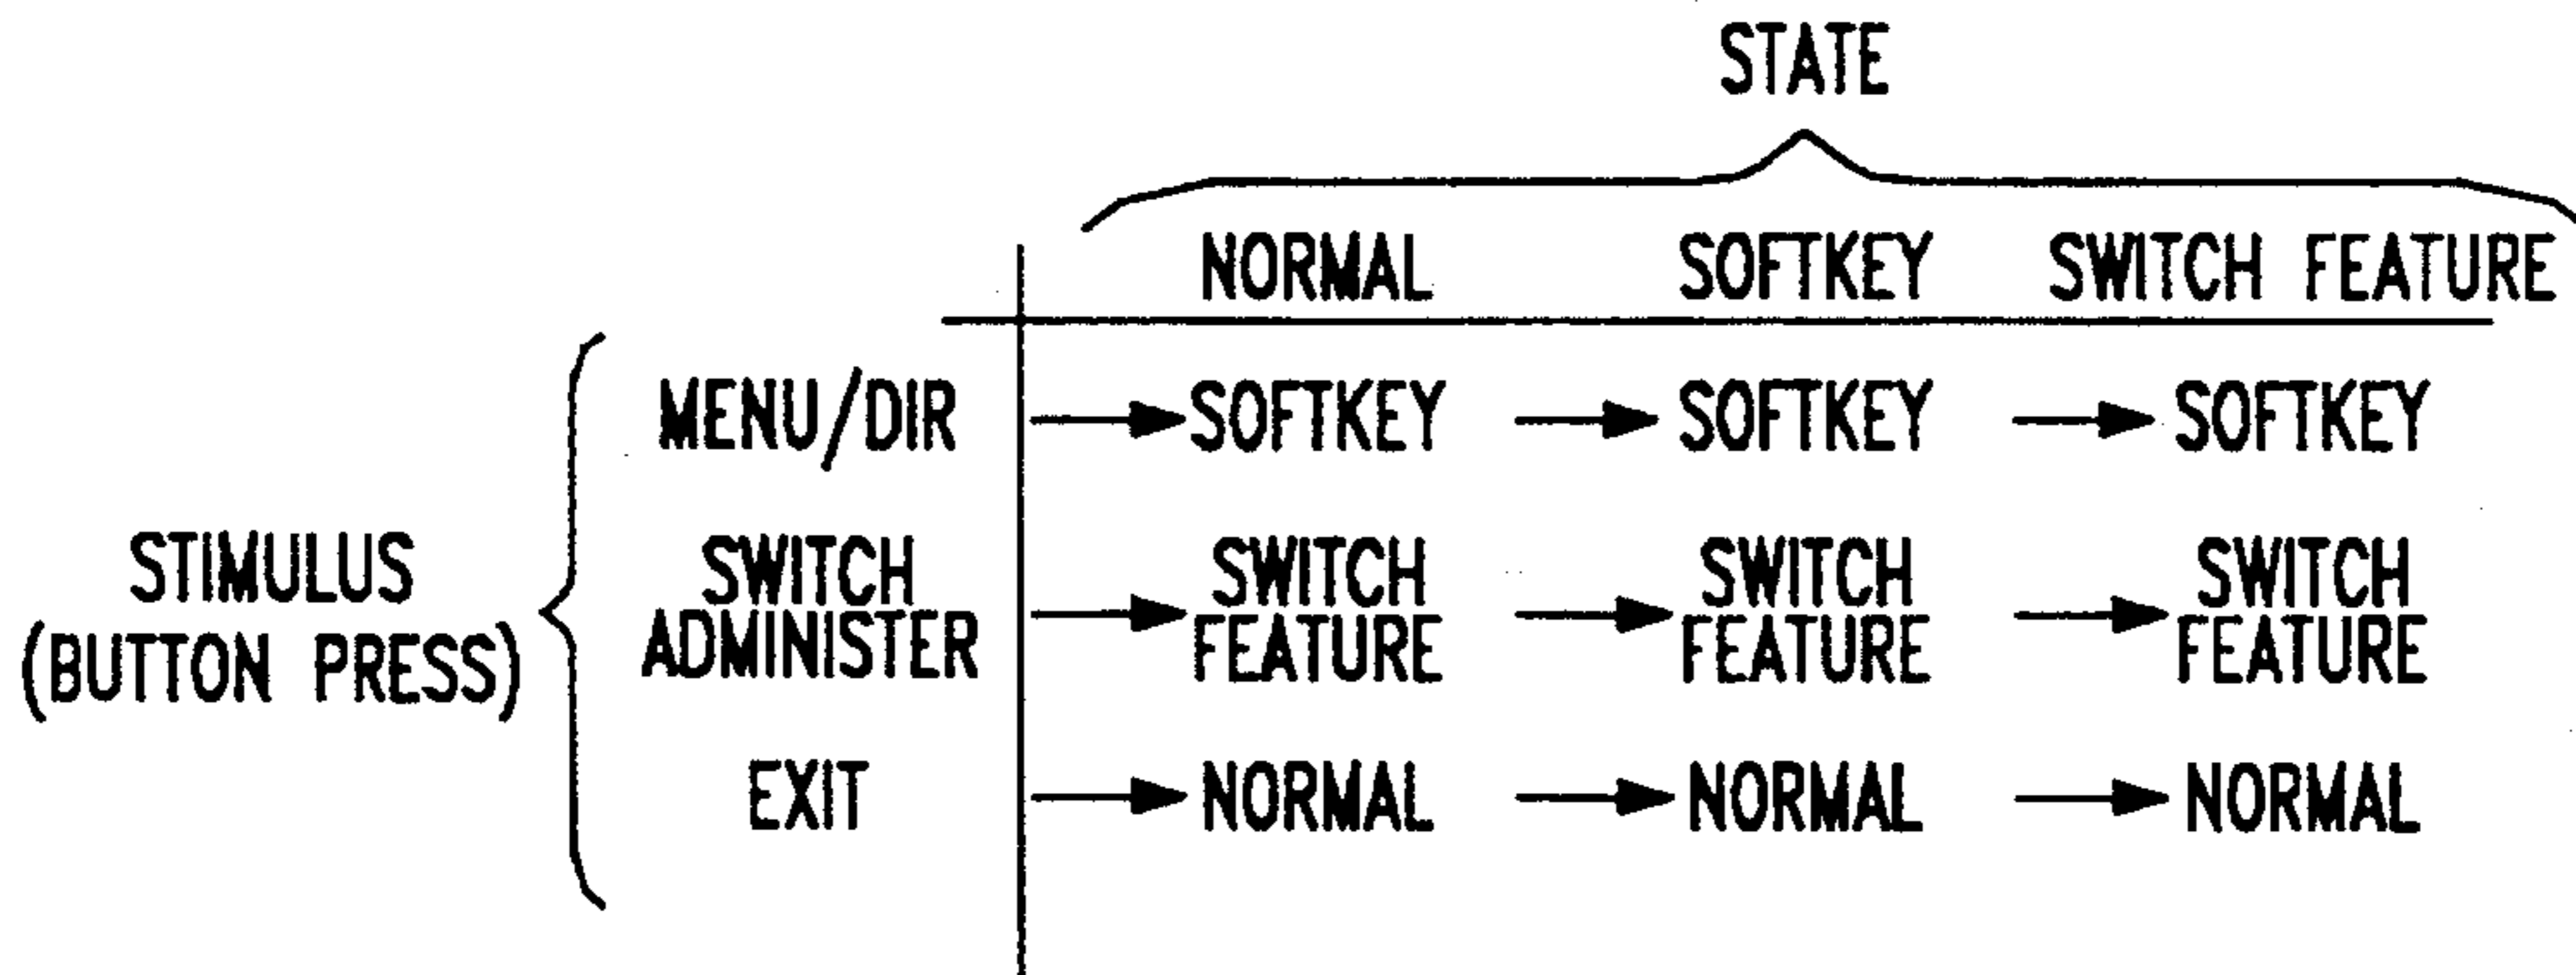 STATE
NORMAL SOFTKEY SWITCH FEATURE
MENU/DIR SOFTKEY SOFTKEY SOFTKEY
STIMULUS
(BUTTON PRESS)
SWITCH
ADMINISTER
SWITCH
FEATURE
SWITCH
FEATURE
SWITCH
FEATURE
EXIT NORMAL NORMAL NORMAL